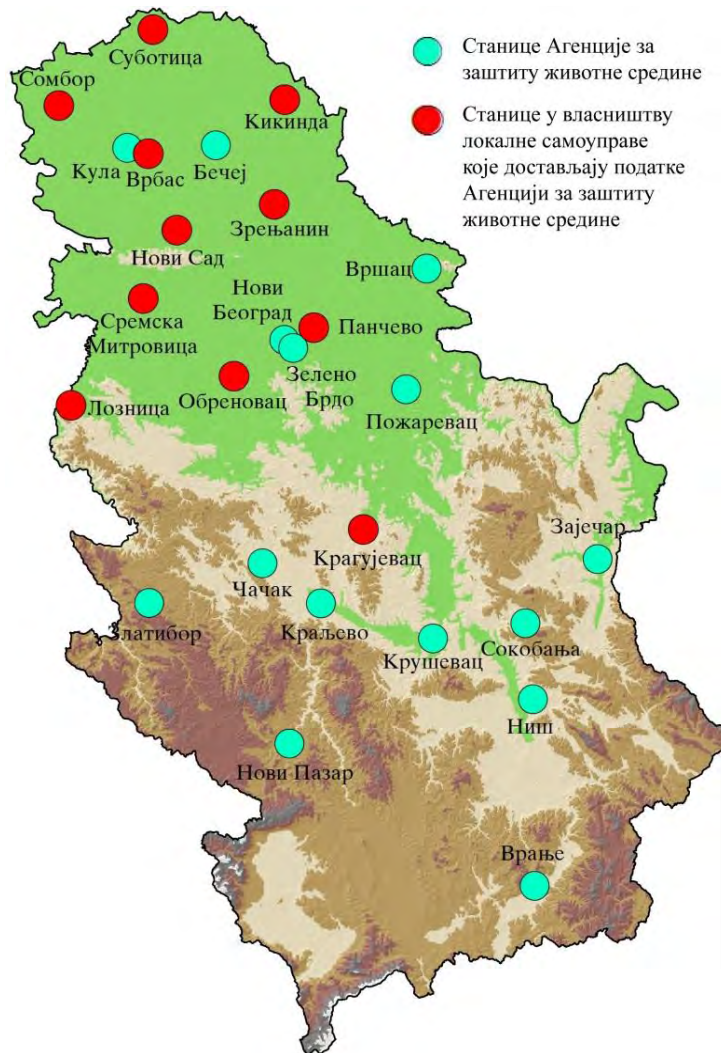 Суботица
Станице Агенције за
заштиту животне средине
Сомбор
Кикинда
Станице у власништву
локалне самоуправе
које достављају податке
Агенцији за заштиту
животне средине
Кула
Врбас
Бечеј
Зрењанин
Нови Сад
Вршац
Нови
Београд
Сремска
Митровица
Панчево
Зелено
Брдо
Обреновац
Лозница
Пожаревац
Зајечар
Крагујевац
Чачак
Златибор
Краљево
Сокобања
Крушевац
Ниш
Нови Пазар
Врање